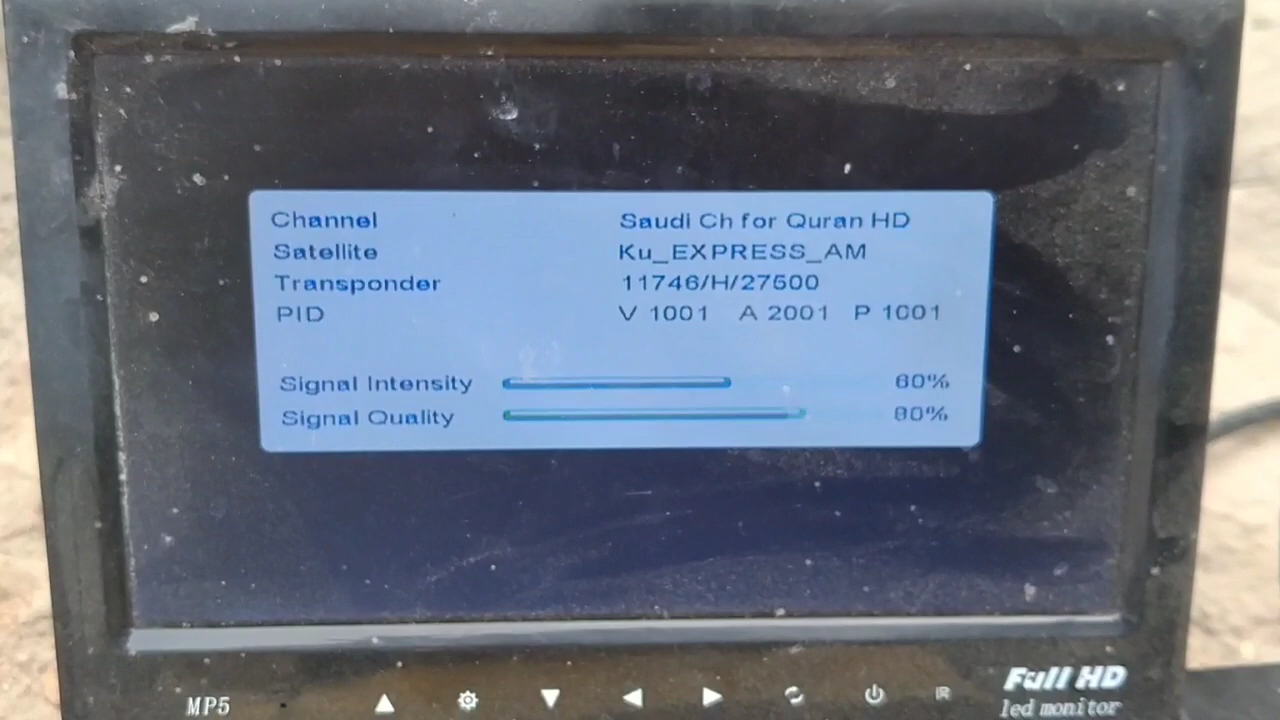 Channel Saudi Ch for Quran HD
Satellite Ku_EXPRESS_AM
Transponder 11746/H/27500
PID V 1001 A 2001 P 1001
Signal Intensity 60%
Signal Quality 80%
MP5 IR Full HD
led monitor